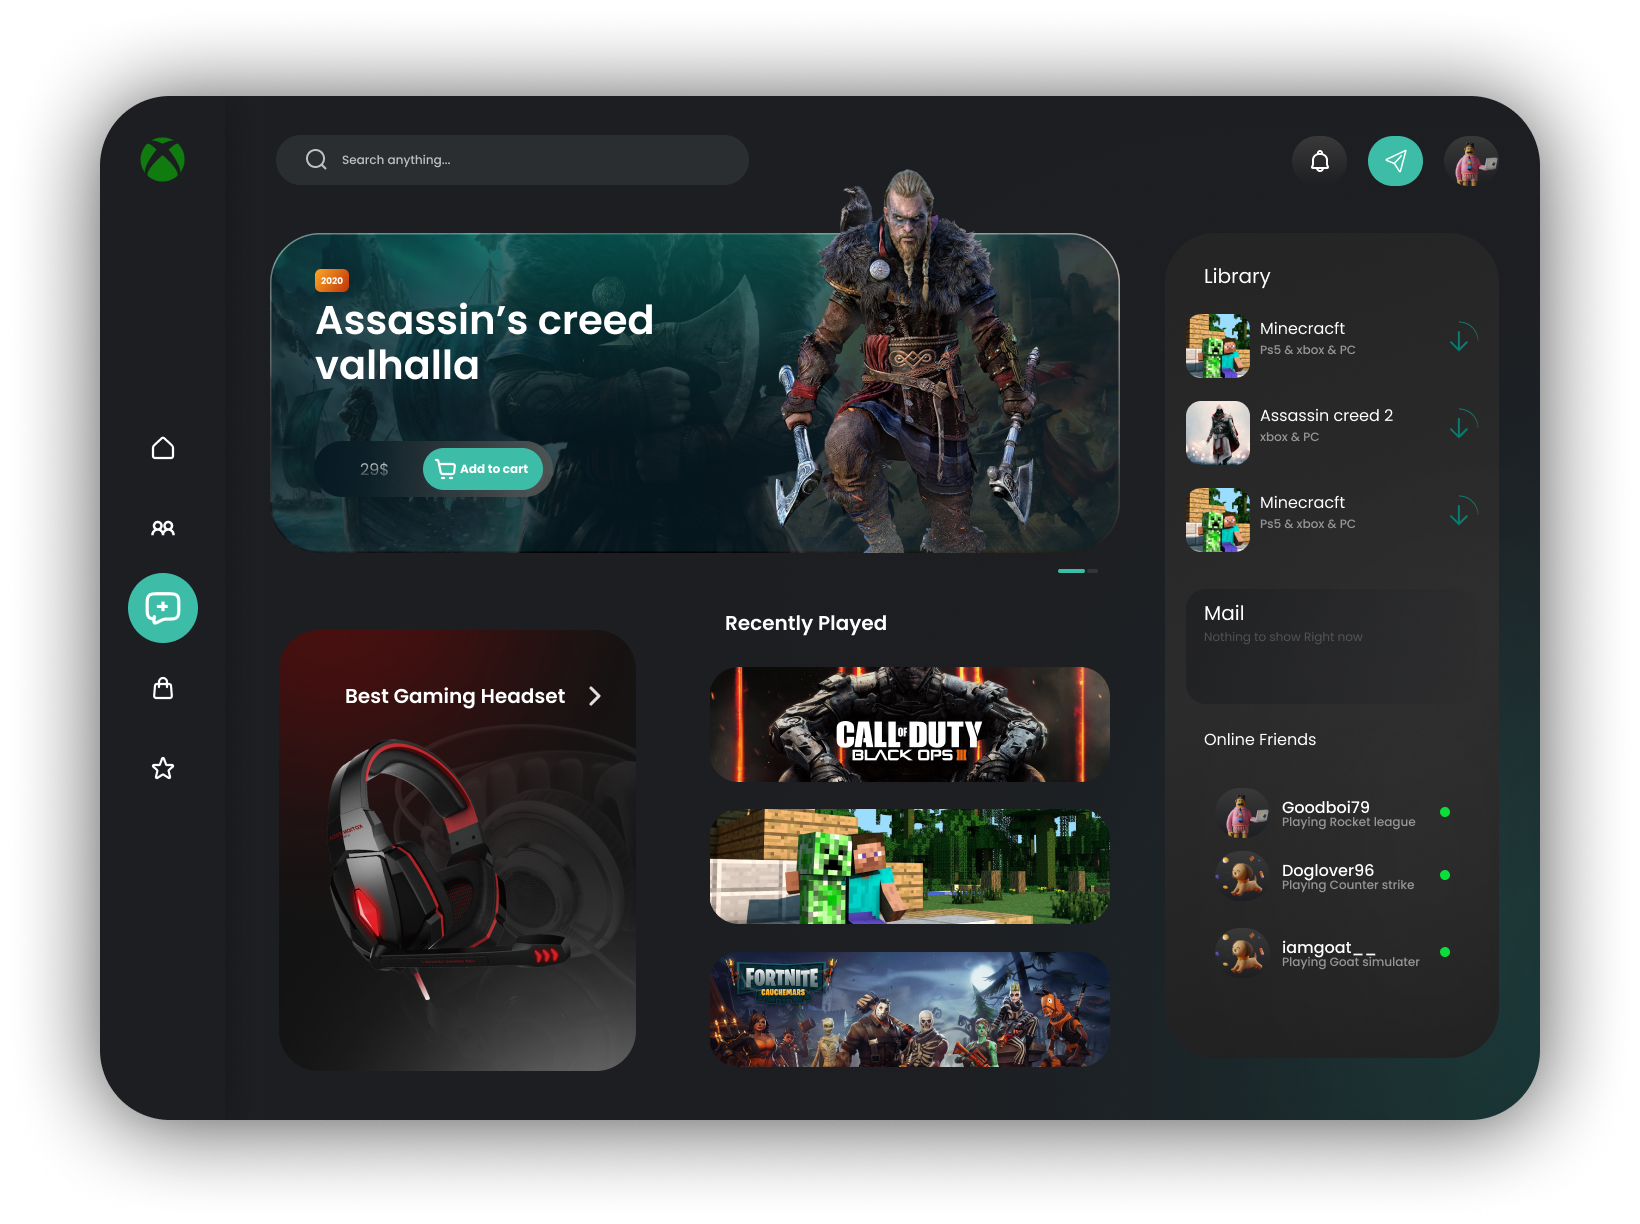 Search anything...
2020
Assassin’s creed
valhalla
29$
Add to cart
Best Gaming Headset
Recently Played
CALL OF DUTY
BLACK OPS III
FORTNITE
CAUCHEMARS
Library
Minecracft
Ps5 & xbox & PC
Assassin creed 2
xbox & PC
Minecracft
Ps5 & xbox & PC
Mail
Nothing to show Right now
Online Friends
Goodboi79
Playing Rocket league
Doglover96
Playing Counter strike
iamgoat__
Playing Goat simulater